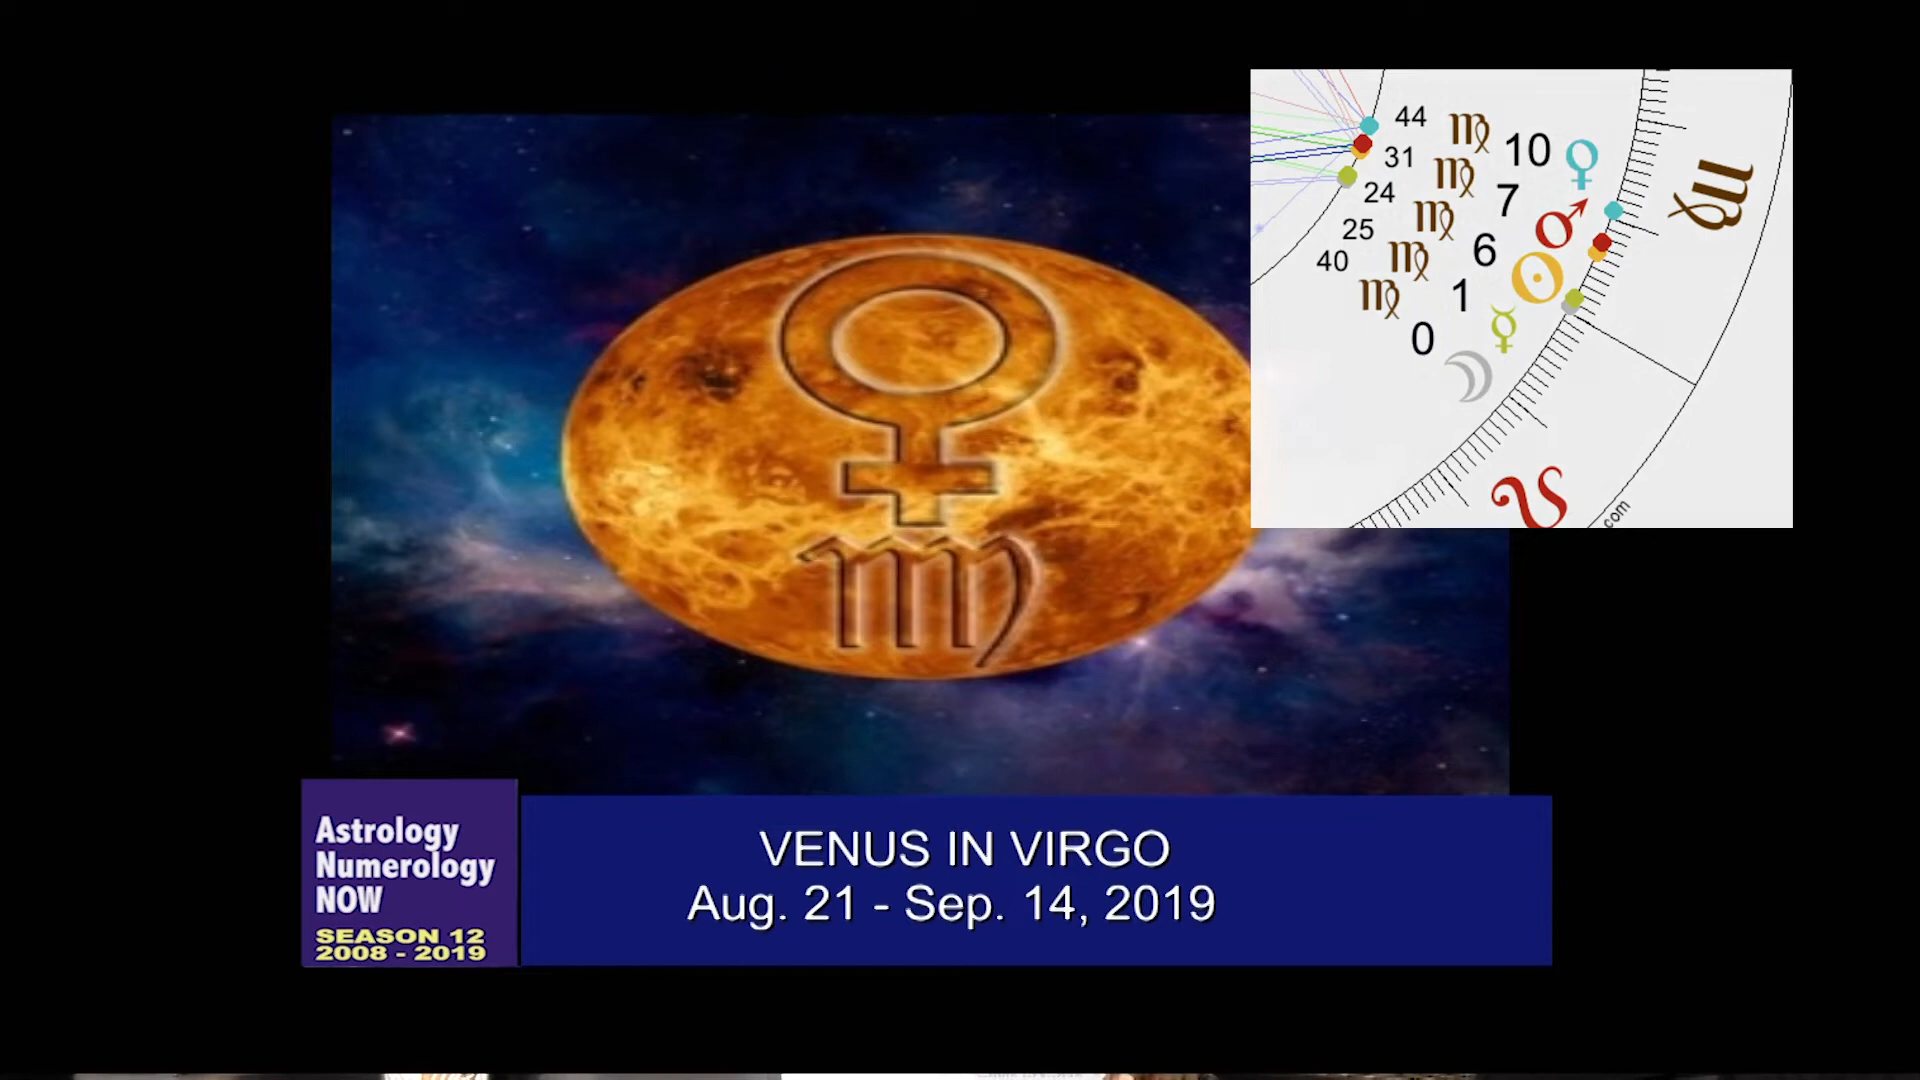 44 ♍ 10 ♀
31 ♍ 7 ♂
24 ♍ 6 ☉
25 ♍ 1 ☿
40 ♍ 0 ☽
♍
♌
com
♀
♍
Astrology
Numerology
NOW
SEASON 12
2008 - 2019
VENUS IN VIRGO
Aug. 21 - Sep. 14, 2019